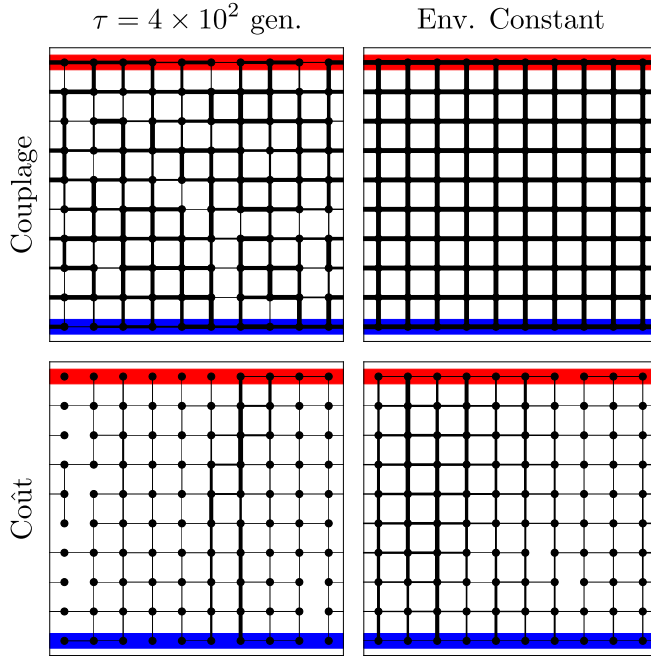 τ = 4 × 10² gen.
Env. Constant
Couplage
Coût